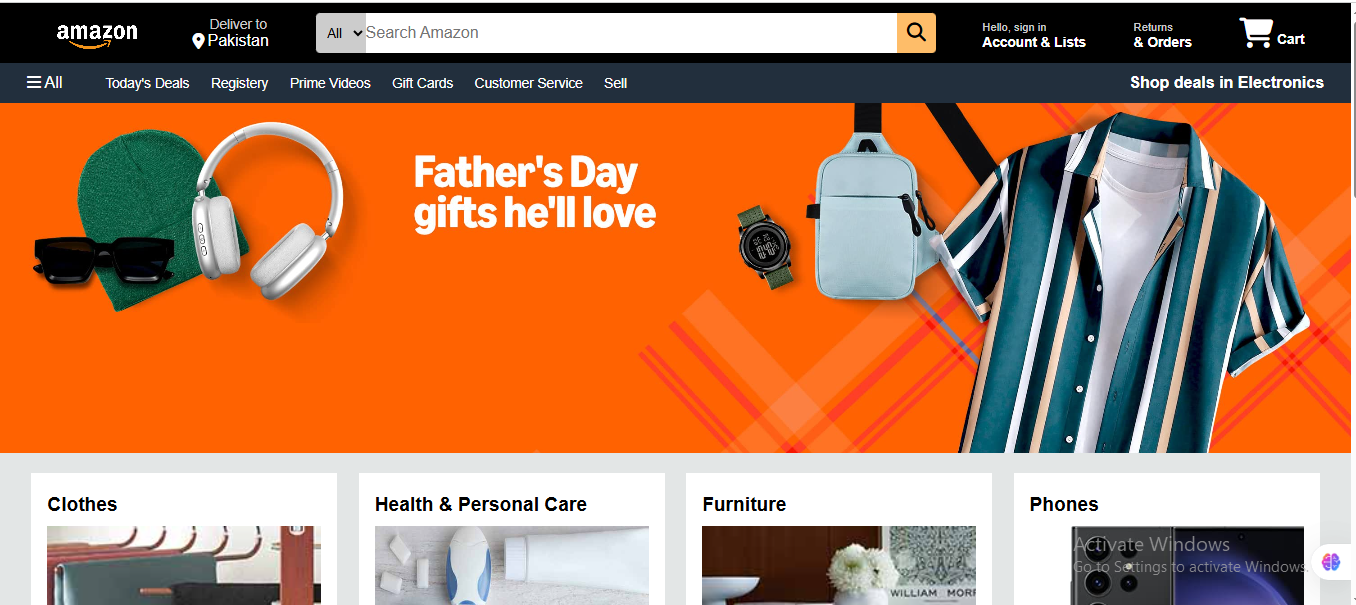 amazon
Deliver to
Pakistan
All
Search Amazon
Hello, sign in
Account & Lists
Returns
& Orders
Cart
All
Today's Deals
Registery
Prime Videos
Gift Cards
Customer Service
Sell
Shop deals in Electronics
Father's Day
gifts he'll love
Clothes
Health & Personal Care
Furniture
Phones
WILLIAM MORR
Activate Windows
Go to Settings to activate Windows.